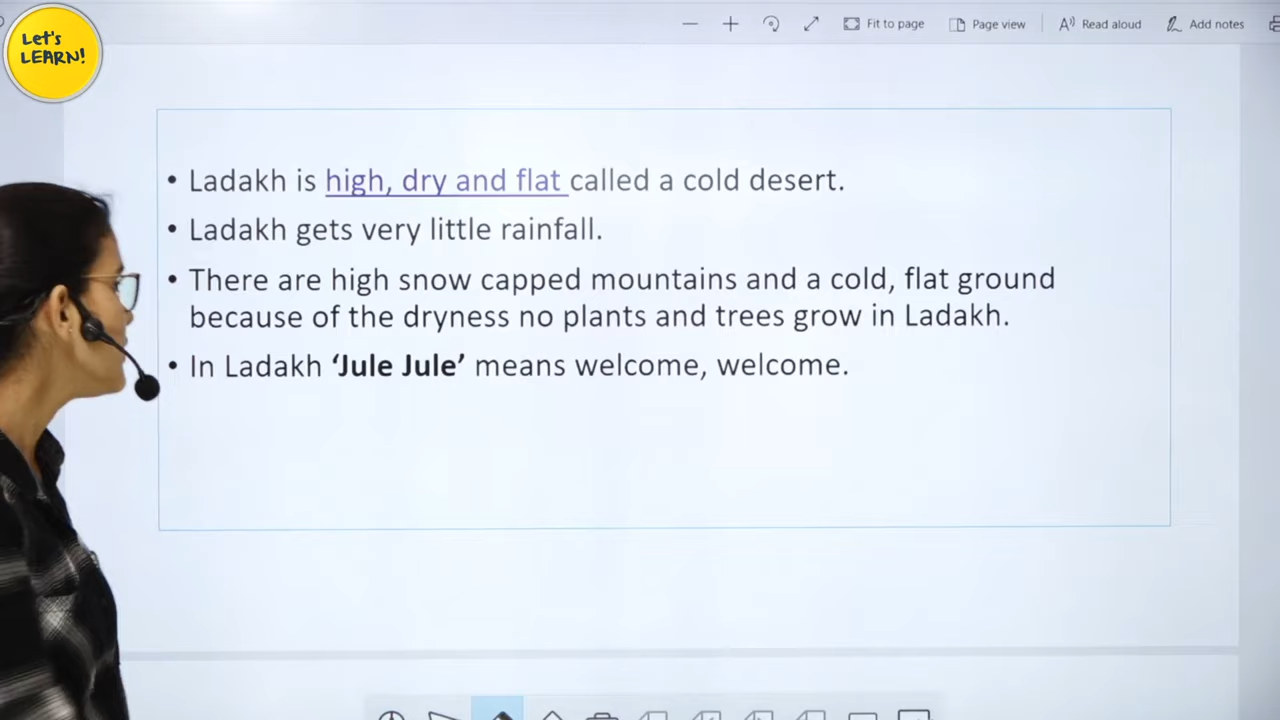 Let's
LEARN!
Fit to page
Page view
Read aloud
Add notes
• Ladakh is high, dry and flat called a cold desert.
• Ladakh gets very little rainfall.
• There are high snow capped mountains and a cold, flat ground
because of the dryness no plants and trees grow in Ladakh.
• In Ladakh ‘Jule Jule’ means welcome, welcome.